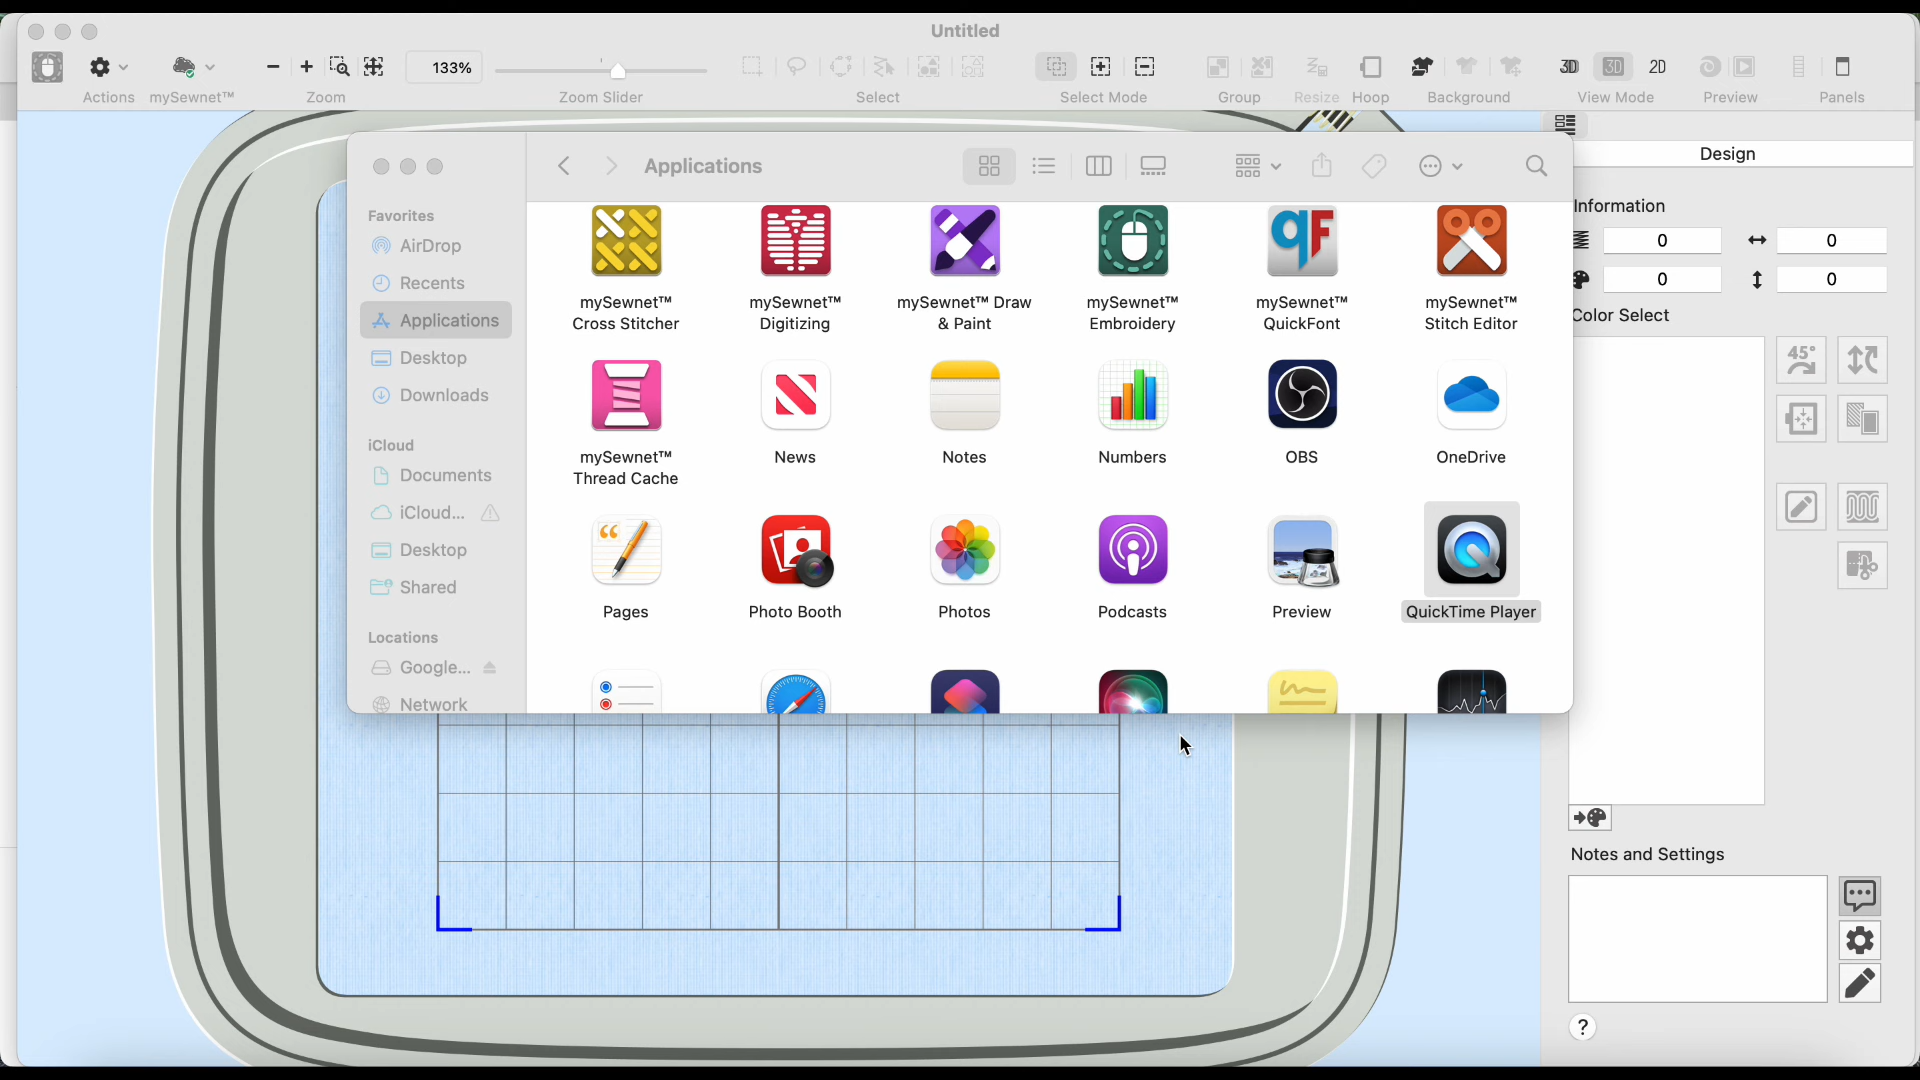 Untitled
133%
Actions mySewnet™ Zoom Zoom Slider Select Select Mode Group Resize Hoop Background View Mode Preview Panels
3D 3D 2D
Applications
Favorites
AirDrop
Recents
Applications
Desktop
Downloads
iCloud
Documents
iCloud...
Desktop
Shared
Locations
Google...
Network
mySewnet™
Cross Stitcher
mySewnet™
Digitizing
mySewnet™ Draw
& Paint
mySewnet™
Embroidery
qF
mySewnet™
QuickFont
mySewnet™
Stitch Editor
mySewnet™
Thread Cache
News
Notes
Numbers
OBS
OneDrive
Pages
Photo Booth
Photos
Podcasts
Preview
QuickTime Player
Design
Information
0 0
0 0
Color Select
45°
Notes and Settings
?